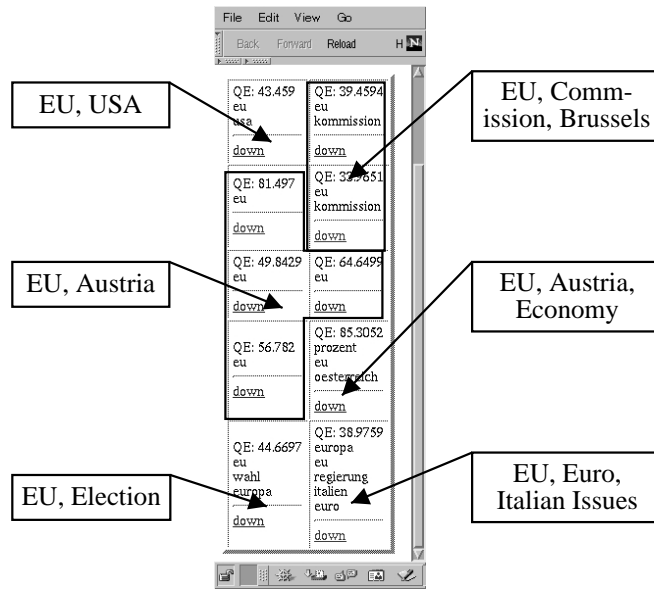 File Edit View Go
Back Forward Reload H N
EU, USA
QE: 43.459
eu
usa
down
QE: 39.4594
eu
kommission
down
EU, Comm-
ission, Brussels
QE: 81.497
eu
down
QE:
eu
kommission
down
EU, Austria
QE: 49.8429
eu
down
QE: 64.6499
eu
down
EU, Austria,
Economy
QE: 56.782
eu
down
QE: 85.3052
prozent
eu
oesterreich
down
EU, Election
QE: 44.6697
eu
wahl
europa
down
QE: 38.9759
europa
eu
regierung
italien
euro
down
EU, Euro,
Italian Issues